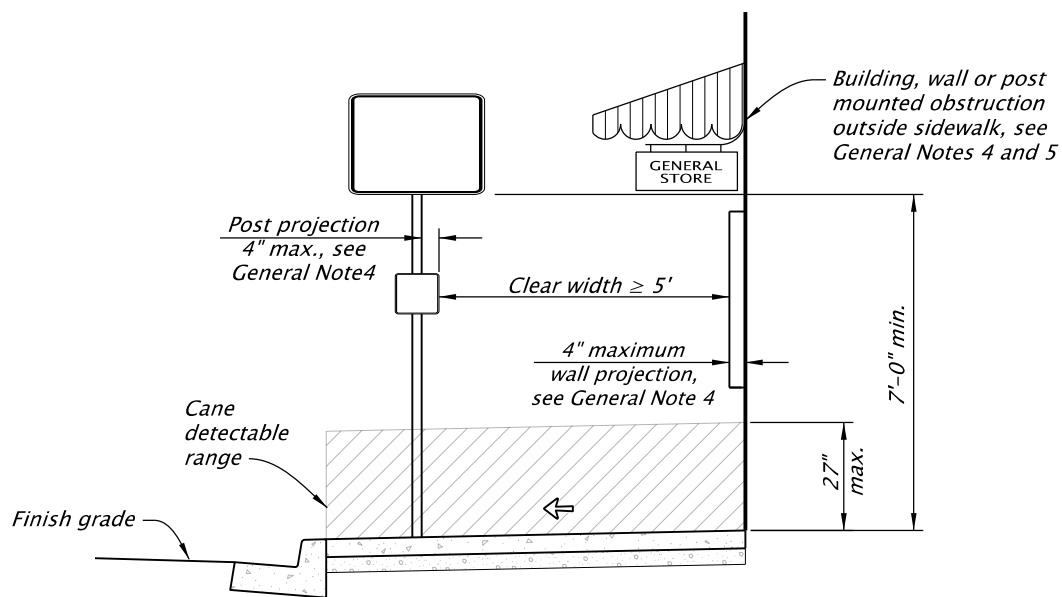 Building, wall or post
mounted obstruction
outside sidewalk, see
General Notes 4 and 5
GENERAL
STORE
Post projection
4" max., see
General Note4
Clear width ≥ 5'
4" maximum
wall projection,
see General Note 4
7'-0" min.
27"
max.
Cane
detectable
range
Finish grade